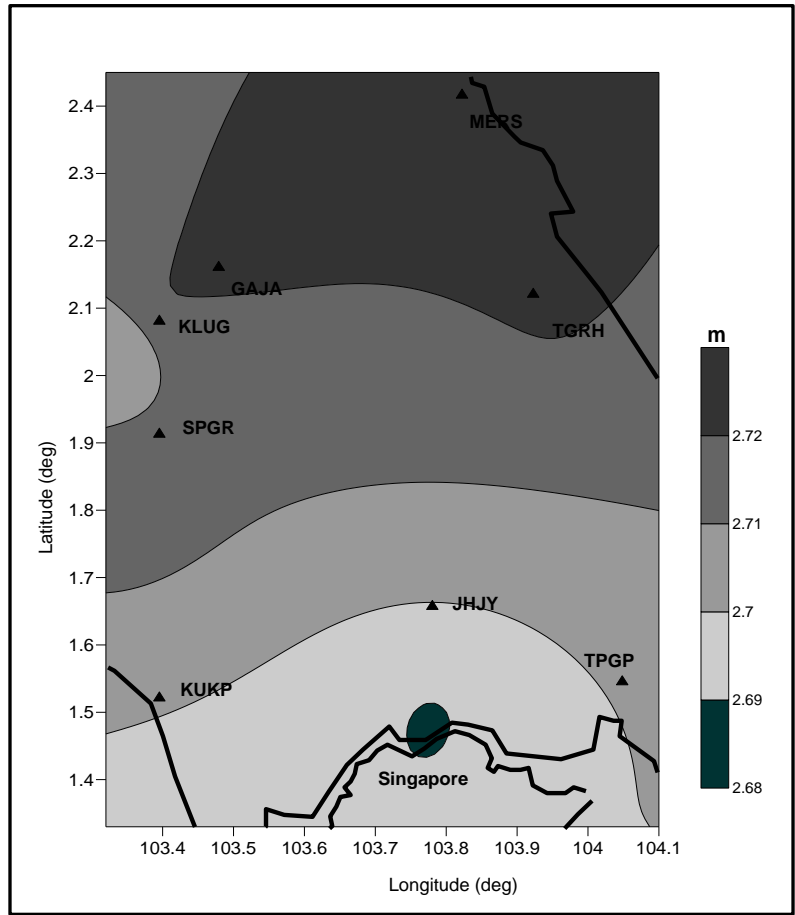 2.4
MERS
2.3
2.2
GAJA
2.1
KLUG
TGRH
m
2
2.72
SPGR
1.9
2.71
1.8
1.7
2.7
JHJY
1.6
TPGP
KUKP
2.69
1.5
Singapore
2.68
1.4
103.4 103.5 103.6 103.7 103.8 103.9 104 104.1
Latitude (deg)
Longitude (deg)